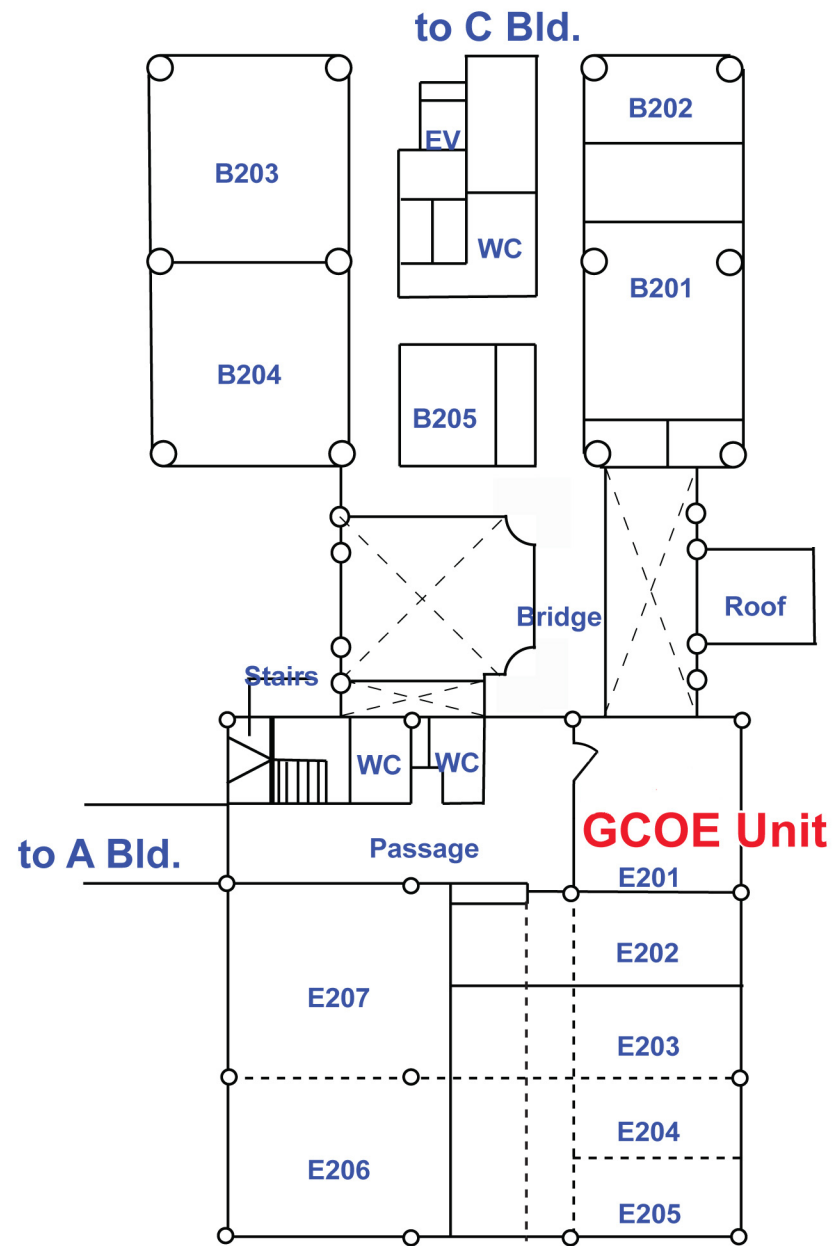 to C Bld.
B202
EV
B203
WC
B201
B204
B205
Roof
Bridge
Stairs
WC
WC
GCOE Unit
Passage
to A Bld.
E201
E202
E207
E203
E204
E206
E205